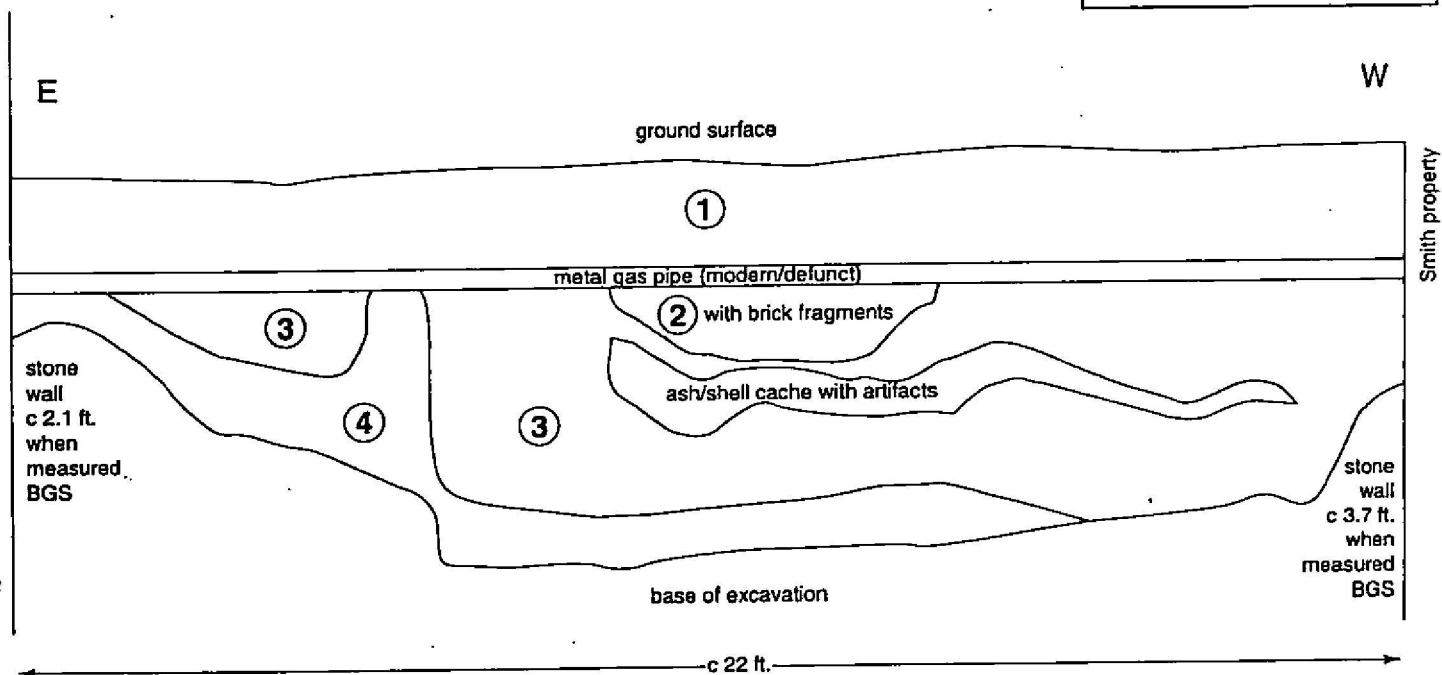 E
W
ground surface
Smith property
①
metal gas pipe (modern/defunct)
③
② with brick fragments
stone
wall
c 2.1 ft.
when
measured
BGS
ash/shell cache with artifacts
④
③
stone
wall
c 3.7 ft.
when
measured
BGS
base of excavation
c 22 ft.